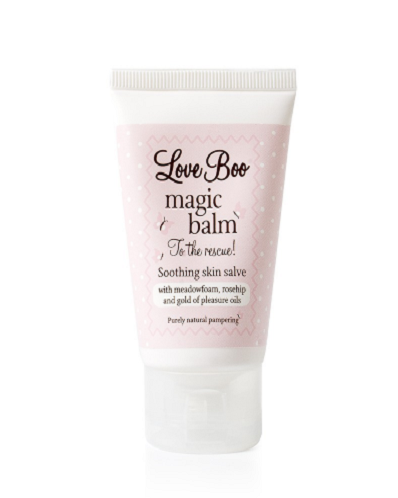 Love Boo
magic
balm
To the rescue!
Soothing skin salve
with meadowfoam, rosehip
and gold of pleasure oils
Purely natural pampering